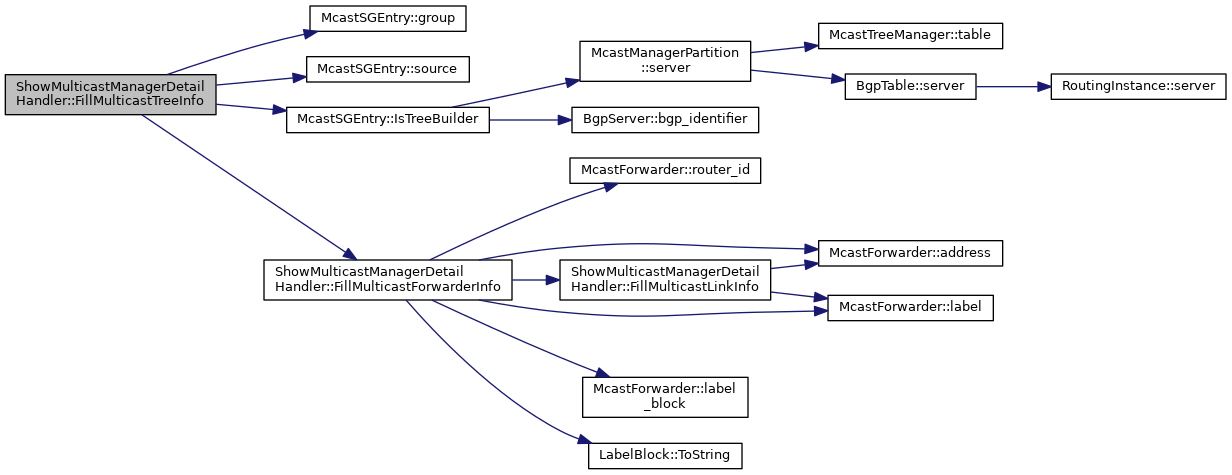 ShowMulticastManagerDetail
Handler::FillMulticastTreeInfo
McastSGEntry::group
McastSGEntry::source
McastSGEntry::IsTreeBuilder
McastManagerPartition
::server
McastTreeManager::table
BgpTable::server
RoutingInstance::server
BgpServer::bgp_identifier
ShowMulticastManagerDetail
Handler::FillMulticastForwarderInfo
McastForwarder::router_id
McastForwarder::address
ShowMulticastManagerDetail
Handler::FillMulticastLinkInfo
McastForwarder::label
McastForwarder::label
_block
LabelBlock::ToString